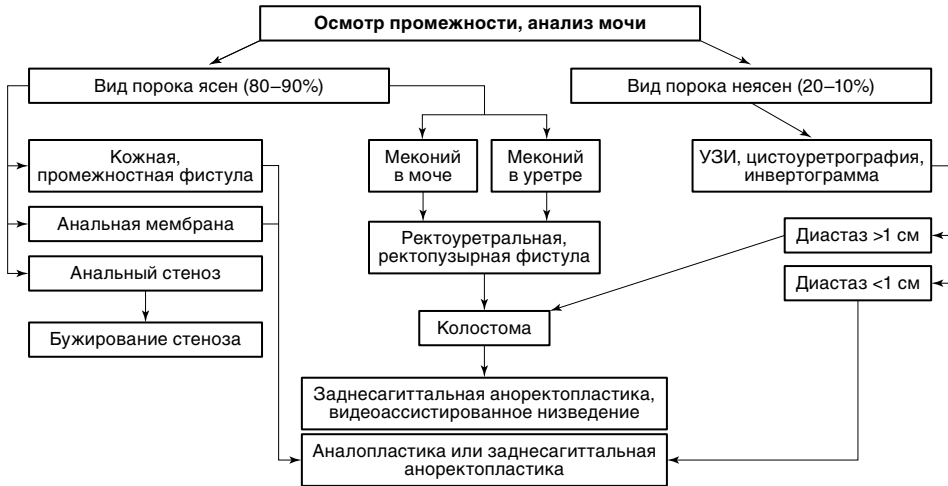 Осмотр промежности, анализ мочи
Вид порока ясен (80–90%)
Вид порока неясен (20–10%)
Кожная,
промежностная фистула
Меконий
в моче
Меконий
в уретре
УЗИ, цистоуретрография,
инвертограмма
Анальная мембрана
Ректоуретральная,
ректопузырная фистула
Диастаз >1 см
Анальный стеноз
Диастаз <1 см
Бужирование стеноза
Колостома
Заднесагиттальная аноректопластика,
видеоассистированное низведение
Аналопластика или заднесагиттальная
аноректопластика